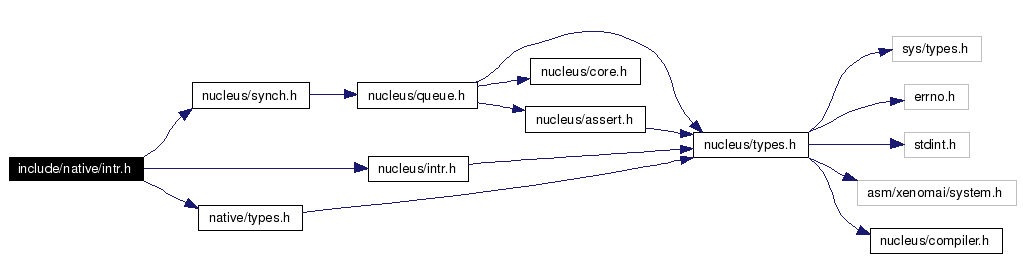 include/native/intr.h
nucleus/synch.h
nucleus/queue.h
nucleus/core.h
nucleus/assert.h
nucleus/intr.h
native/types.h
nucleus/types.h
sys/types.h
errno.h
stdint.h
asm/xenomai/system.h
nucleus/compiler.h